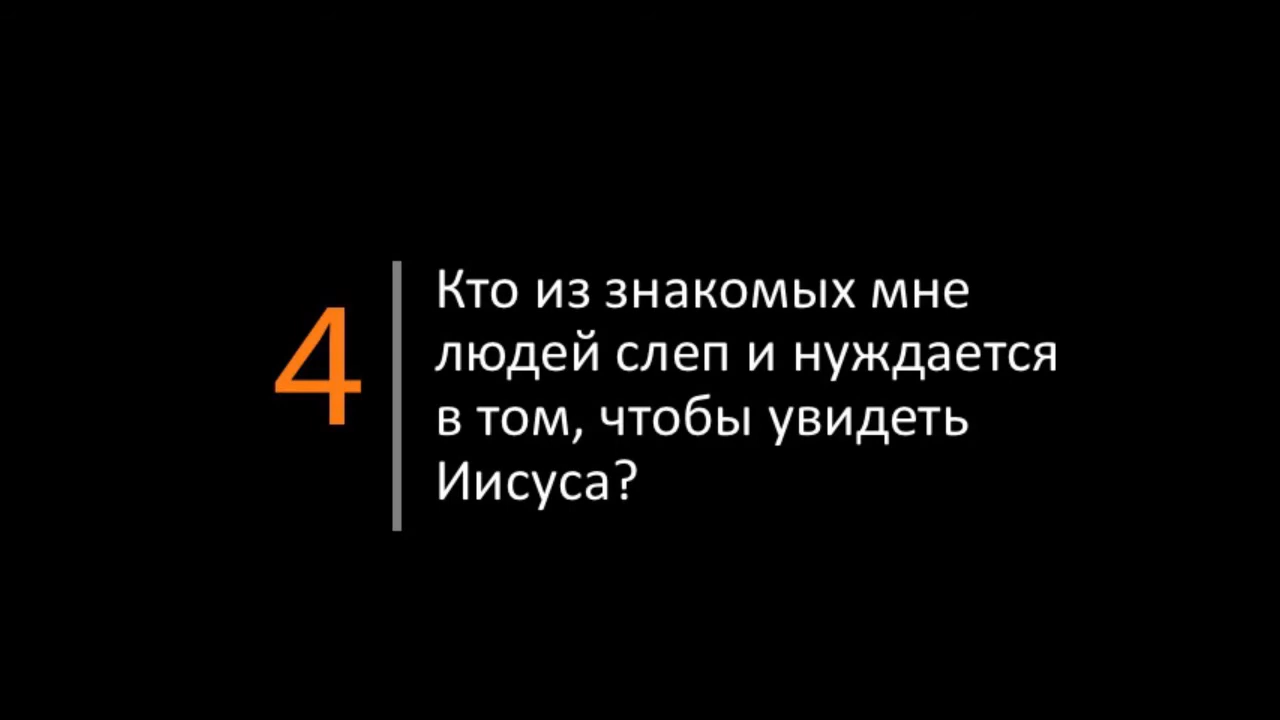 4
Кто из знакомых мне
людей слеп и нуждается
в том, чтобы увидеть
Иисуса?